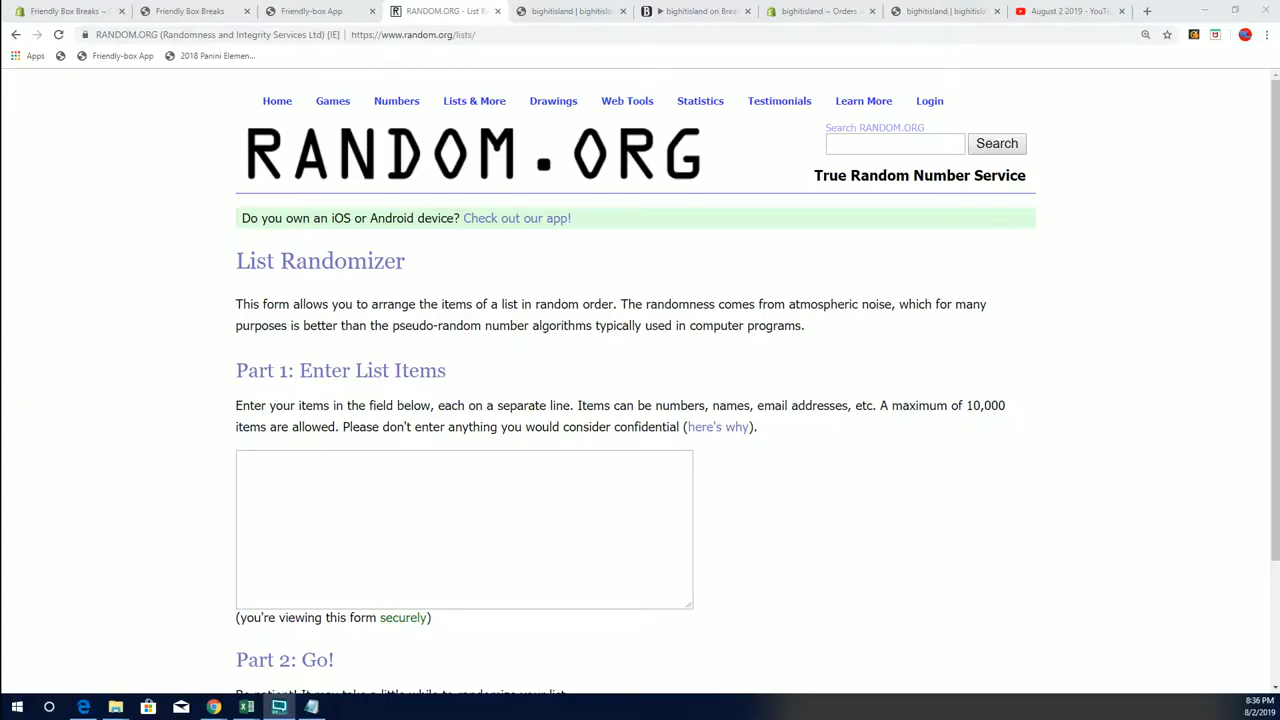 Friendly Box Breaks ~ C
Friendly Box Breaks
Friendly-box App
RANDOM.ORG - List R
bighitisland | bighitisla
bighitisland on Brea
bighitisland ~ Orders ~
bighitisland | bighitisl
August 2 2019 - YouT
RANDOM.ORG (Randomness and Integrity Services Ltd) [IE] | https://www.random.org/lists/
Apps Friendly-box App 2018 Panini Elemen...
Home Games Numbers Lists & More Drawings Web Tools Statistics Testimonials Learn More Login
RANDOM.ORG
Search RANDOM.ORG
Search
True Random Number Service
Do you own an iOS or Android device? Check out our app!
List Randomizer
This form allows you to arrange the items of a list in random order. The randomness comes from atmospheric noise, which for many
purposes is better than the pseudo-random number algorithms typically used in computer programs.
Part 1: Enter List Items
Enter your items in the field below, each on a separate line. Items can be numbers, names, email addresses, etc. A maximum of 10,000
items are allowed. Please don't enter anything you would consider confidential (here's why).
(you're viewing this form securely)
Part 2: Go!
Be patient! It may take a little while to randomize your list
8:36 PM
8/2/2019